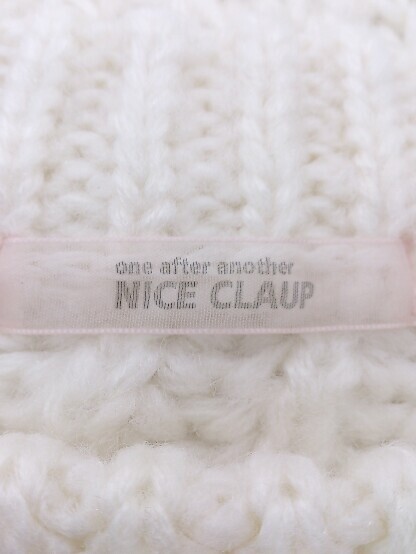 one after another
NICE CLAUP